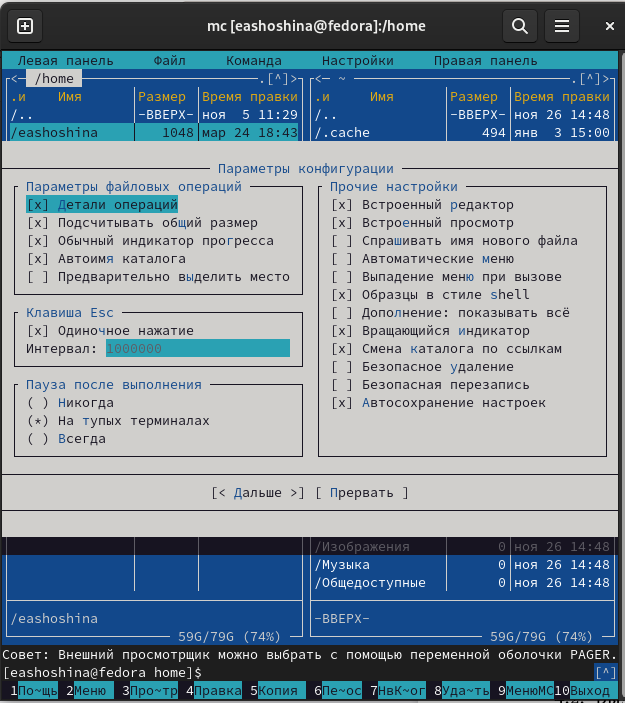 mc [eashoshina@fedora]:/home
Левая панель Файл Команда Настройки Правая панель
<─ /home .[^]> <─ ~ .[^]>
.и Имя Размер Время правки .и Имя Размер Время правки
/.. -ВВЕРХ- ноя 5 11:29 /.. -ВВЕРХ- ноя 26 14:48
/eashoshina 1048 мар 24 18:43 /.cache 494 янв 3 15:00
Параметры конфигурации
Параметры файловых операций
[x] Детали операций
[x] Подсчитывать общий размер
[x] Обычный индикатор прогресса
[x] Автоимя каталога
[ ] Предварительно выделить место
Клавиша Esc
[x] Одиночное нажатие
Интервал: 1000000
Пауза после выполнения
( ) Никогда
(*) На тупых терминалах
( ) Всегда
Прочие настройки
[x] Встроенный редактор
[x] Встроенный просмотр
[ ] Спрашивать имя нового файла
[ ] Автоматические меню
[ ] Выпадение меню при вызове
[x] Образцы в стиле shell
[ ] Дополнение: показывать всё
[x] Вращающийся индикатор
[x] Смена каталога по ссылкам
[ ] Безопасное удаление
[ ] Безопасная перезапись
[x] Автосохранение настроек
[< Дальше >] [ Прервать ]
/Изображения 0 ноя 26 14:48
/Музыка 0 ноя 26 14:48
/Общедоступные 0 ноя 26 14:48
/eashoshina -ВВЕРХ-
59G/79G (74%) 59G/79G (74%)
Совет: Внешний просмотрщик можно выбрать с помощью переменной оболочки PAGER.
[eashoshina@fedora home]$ [^]
1По~щь 2Меню 3Про~тр 4Правка 5Копия 6Пе~ос 7НвК~ог 8Уда~ть 9МенюМС 10Выход